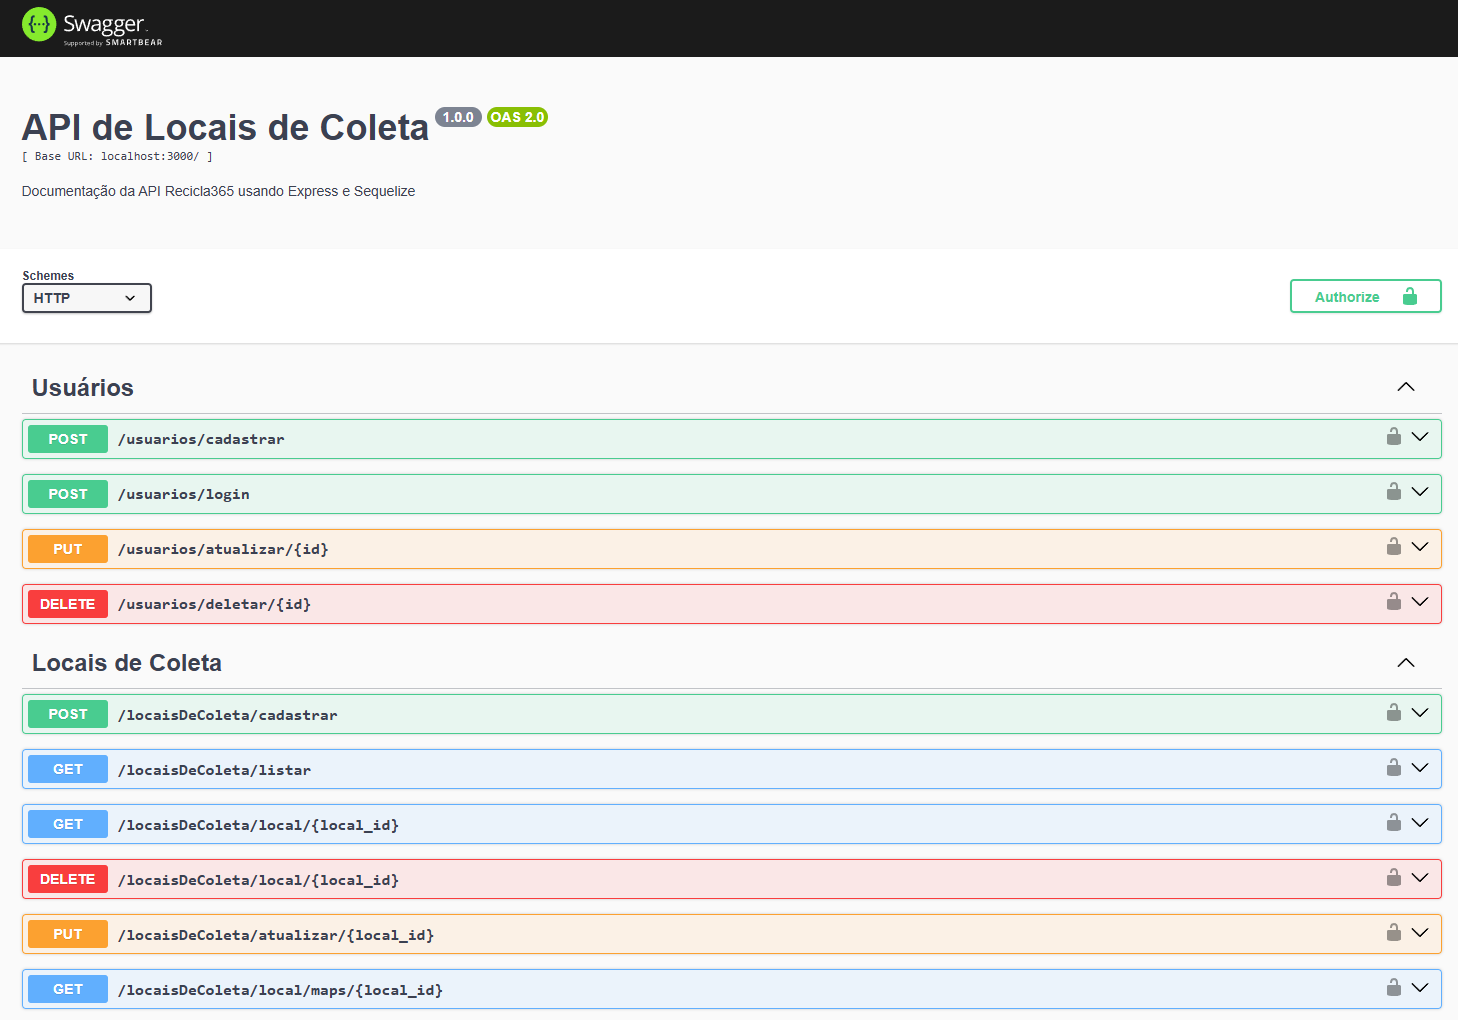 {···} Swagger.
Supported by SMARTBEAR
API de Locais de Coleta 1.0.0 OAS 2.0
[ Base URL: localhost:3000/ ]
Documentação da API Recicla365 usando Express e Sequelize
Schemes
HTTP
Authorize
Usuários
POST /usuarios/cadastrar
POST /usuarios/login
PUT /usuarios/atualizar/{id}
DELETE /usuarios/deletar/{id}
Locais de Coleta
POST /locaisDeColeta/cadastrar
GET /locaisDeColeta/listar
GET /locaisDeColeta/local/{local_id}
DELETE /locaisDeColeta/local/{local_id}
PUT /locaisDeColeta/atualizar/{local_id}
GET /locaisDeColeta/local/maps/{local_id}